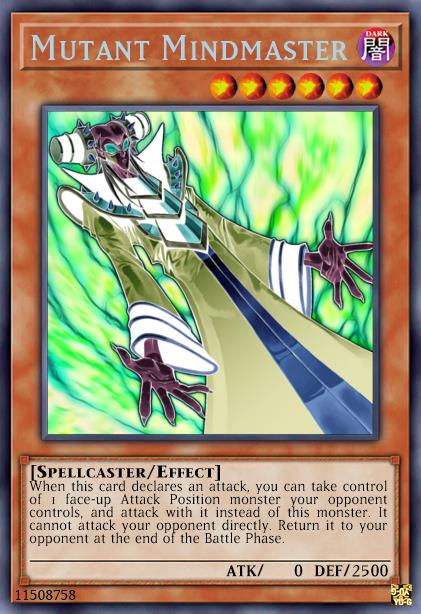 MUTANT MINDMASTER
DARK
闇
[SPELLCASTER/EFFECT]
When this card declares an attack, you can take control
of 1 face-up Attack Position monster your opponent
controls, and attack with it instead of this monster. It
cannot attack your opponent directly. Return it to your
opponent at the end of the Battle Phase.
ATK/ 0 DEF/2500
11508758